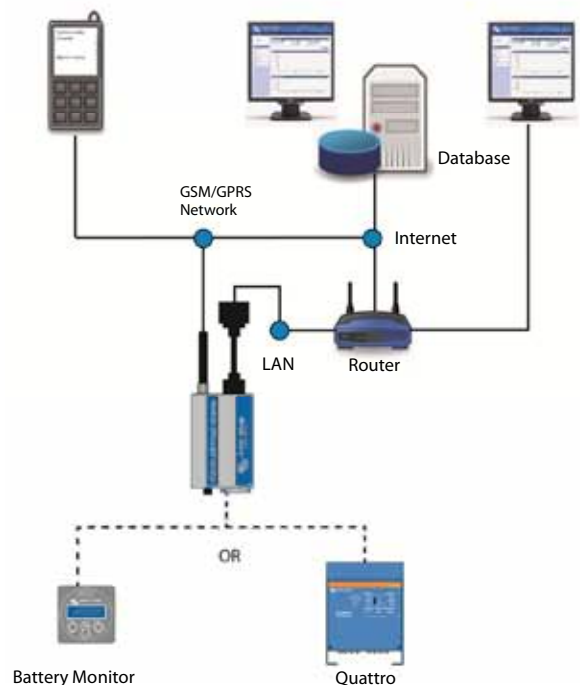 Database
GSM/GPRS
Network
Internet
LAN
Router
OR
Battery Monitor
Quattro